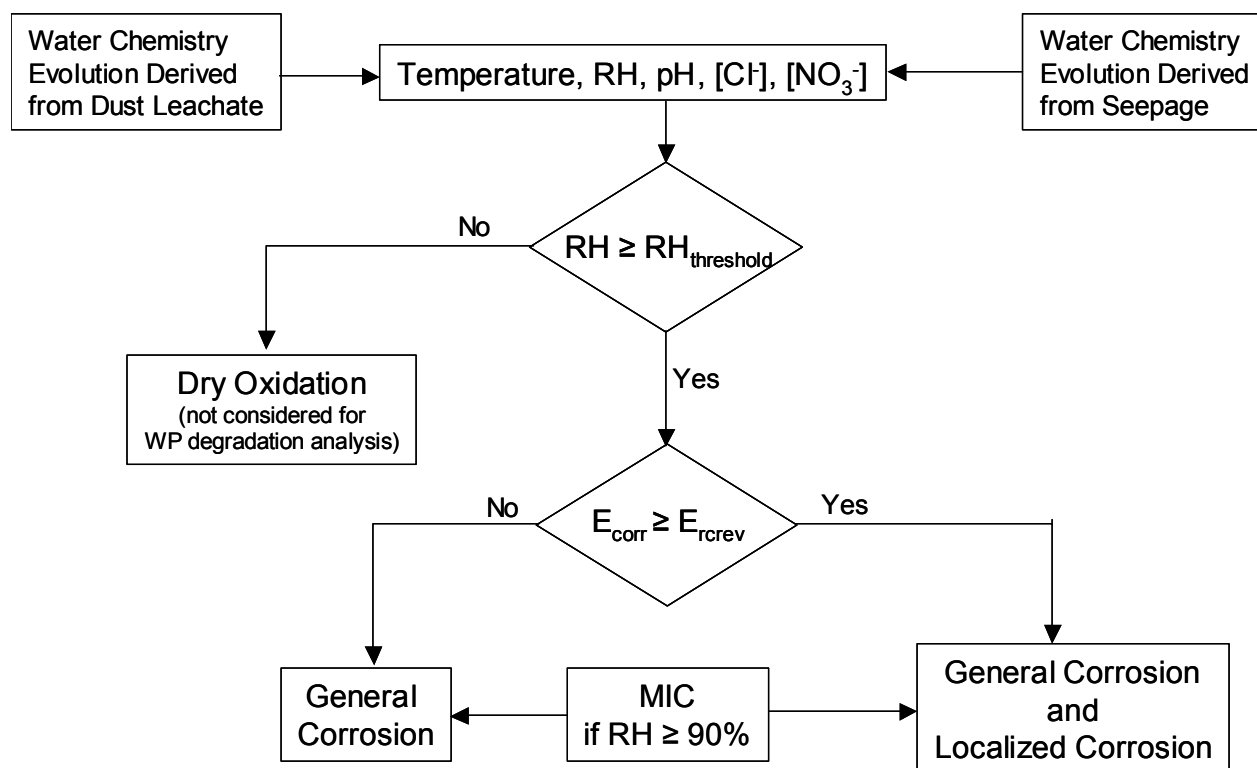 Water Chemistry
Evolution Derived
from Dust Leachate
Temperature, RH, pH, [Cl⁻], [NO₃⁻]
Water Chemistry
Evolution Derived
from Seepage
No
RH ≥ RHthreshold
Dry Oxidation
(not considered for
WP degradation analysis)
Yes
No
Ecorr ≥ Ercrev
Yes
General
Corrosion
MIC
if RH ≥ 90%
General Corrosion
and
Localized Corrosion